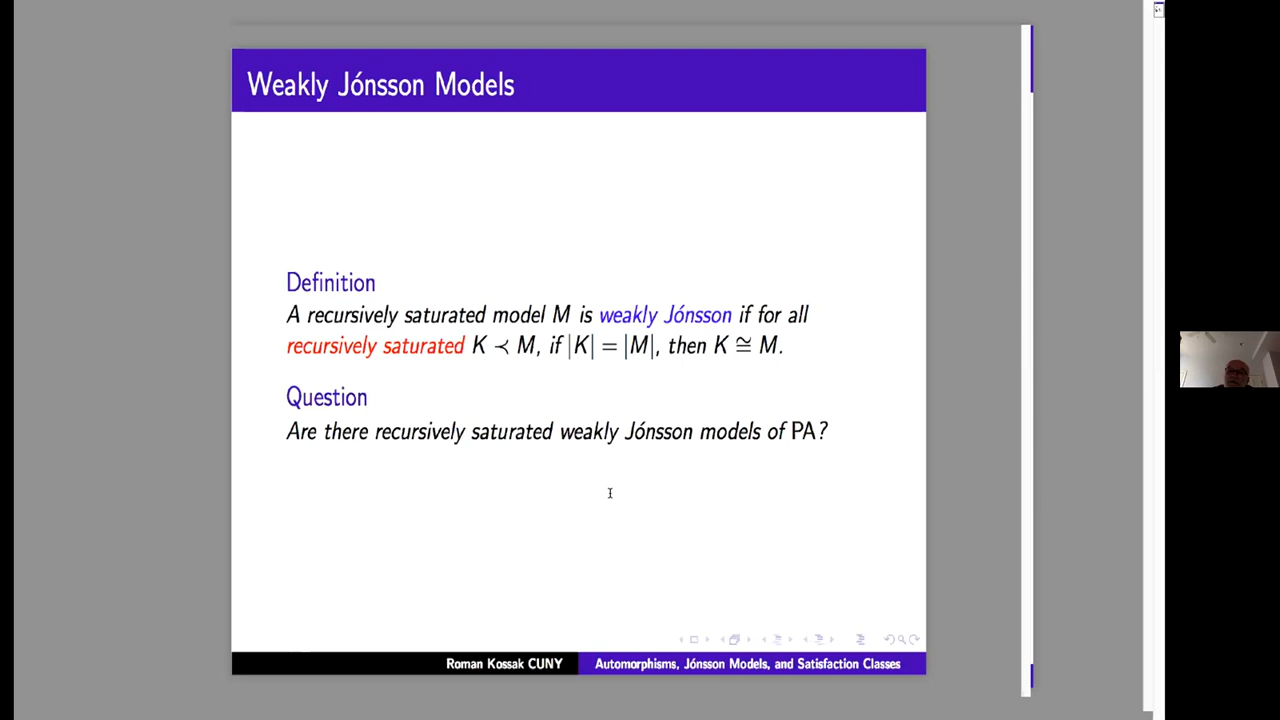 Weakly Jónsson Models
Definition
A recursively saturated model M is weakly Jónsson if for all
recursively saturated K ≺ M, if |K| = |M|, then K ≅ M.
Question
Are there recursively saturated weakly Jónsson models of PA?
Roman Kossak CUNY
Automorphisms, Jónsson Models, and Satisfaction Classes